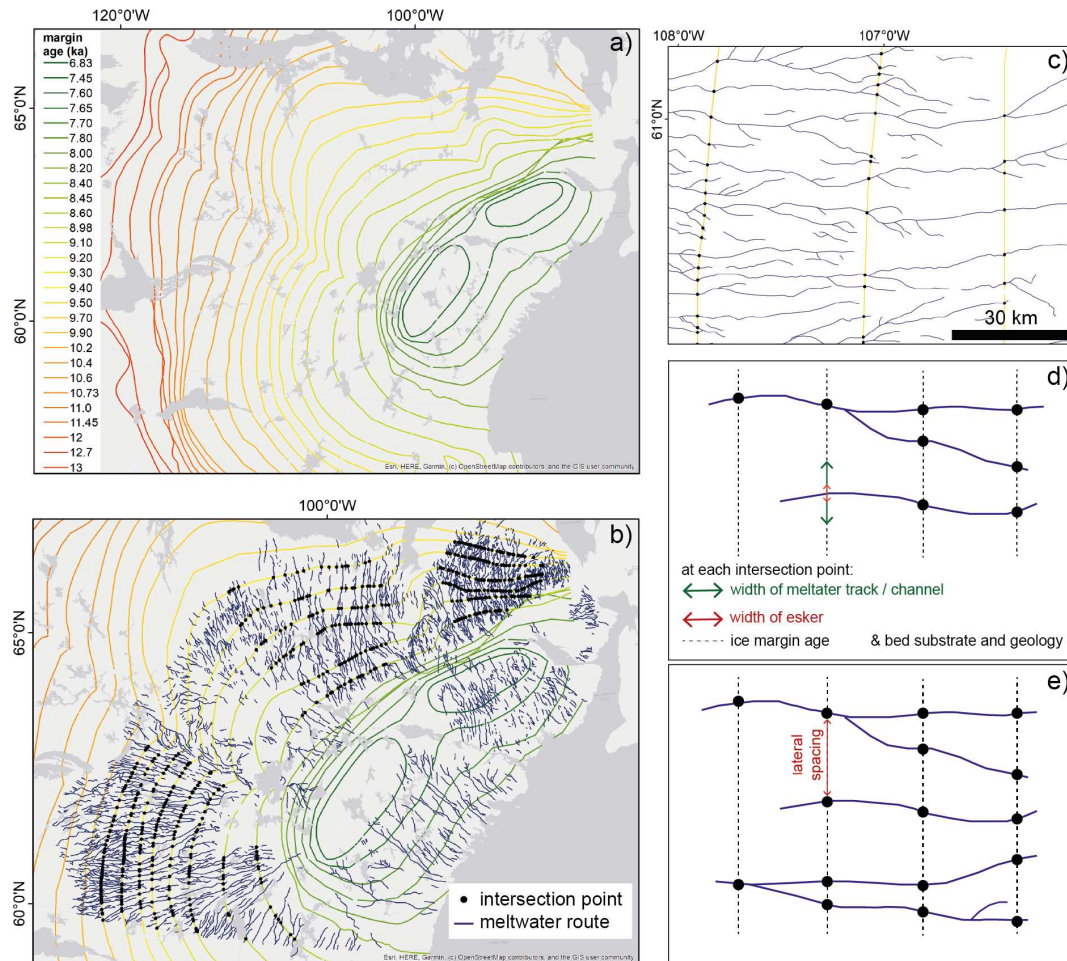 120°0'W
100°0'W
a)
margin
age (ka)
6.83
7.45
7.60
7.65
7.70
7.80
8.00
8.20
8.40
8.45
8.60
8.98
9.10
9.20
9.30
9.40
9.50
9.70
9.90
10.2
10.4
10.6
10.73
11.0
11.45
12
12.7
13
65°0'N
60°0'N
Esri, HERE, Garmin, (c) OpenStreetMap contributors, and the GIS user community
100°0'W
b)
65°0'N
60°0'N
intersection point
meltwater route
Esri, HERE, Garmin, (c) OpenStreetMap contributors, and the GIS user community
108°0'W
107°0'W
c)
61°0'N
30 km
d)
at each intersection point:
width of meltater track / channel
width of esker
ice margin age & bed substrate and geology
e)
lateral
spacing